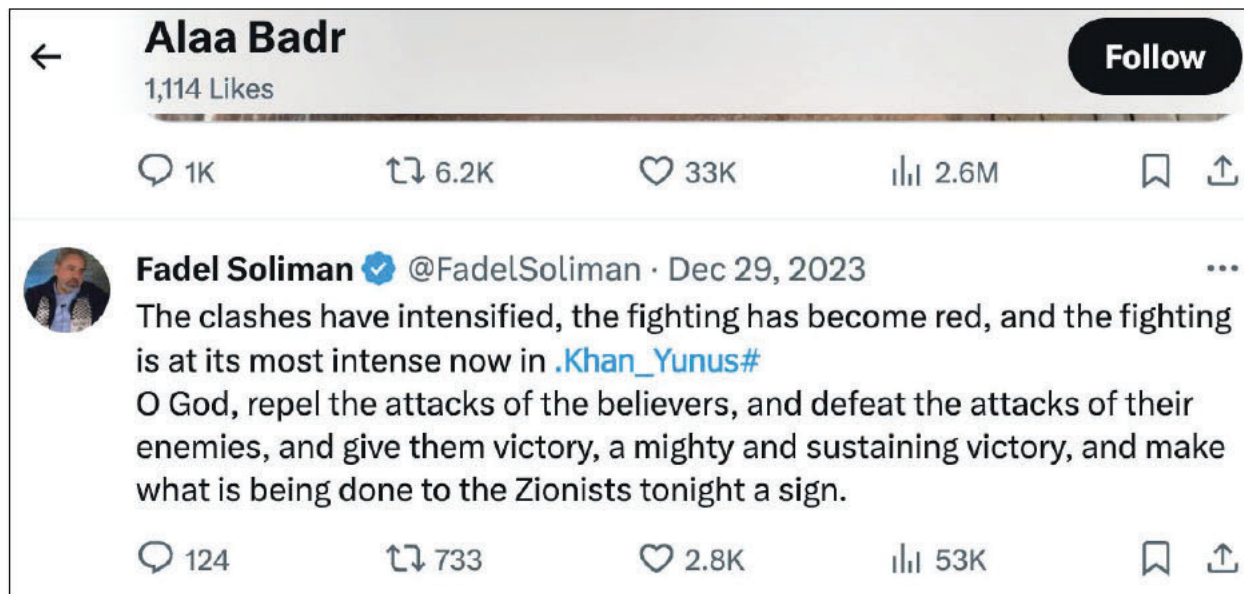 Alaa Badr
Follow
1,114 Likes
1K 6.2K 33K 2.6M
Fadel Soliman @FadelSoliman · Dec 29, 2023
The clashes have intensified, the fighting has become red, and the fighting
is at its most intense now in .Khan_Yunus#
O God, repel the attacks of the believers, and defeat the attacks of their
enemies, and give them victory, a mighty and sustaining victory, and make
what is being done to the Zionists tonight a sign.
124 733 2.8K 53K